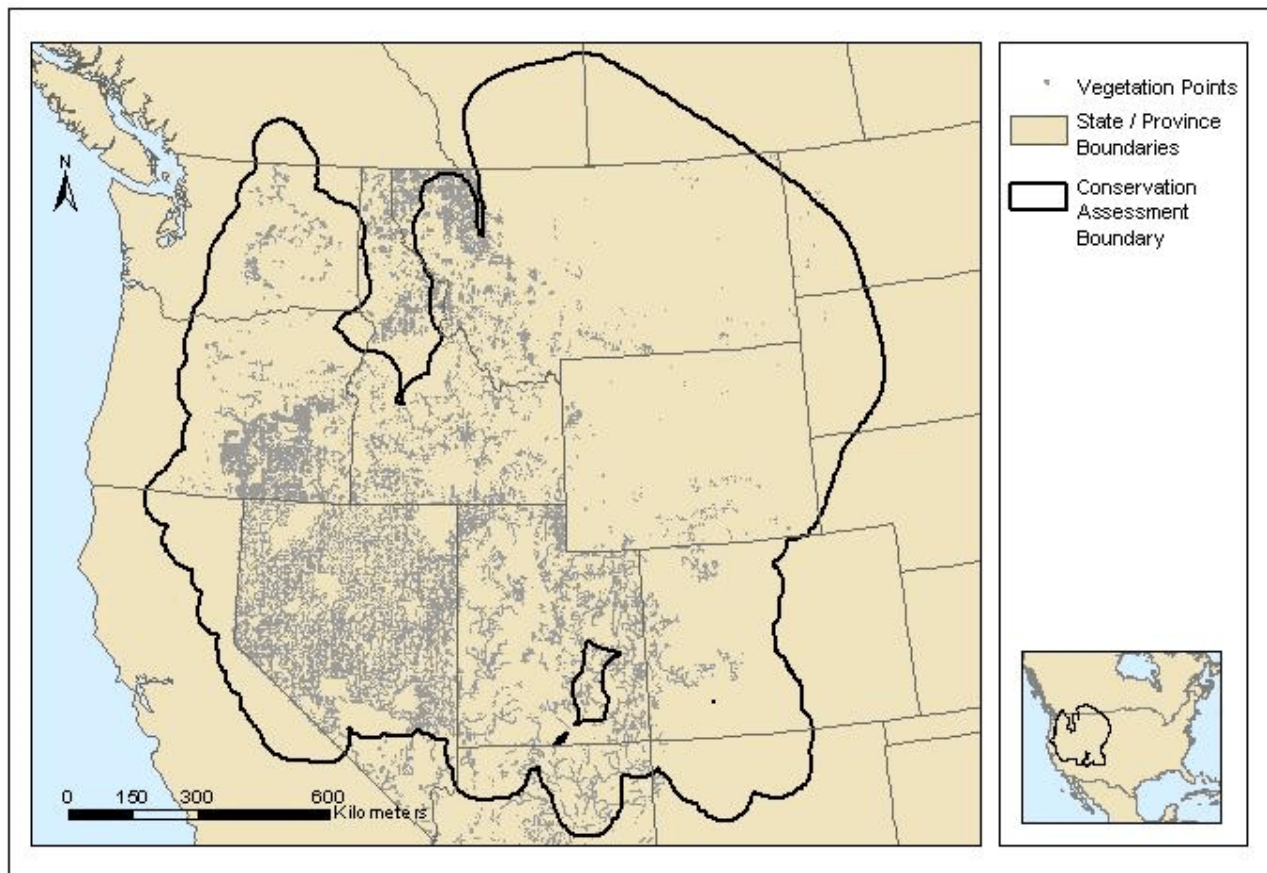 Vegetation Points
State / Province
Boundaries
Conservation
Assessment
Boundary
N
0 150 300 600
Kilometers